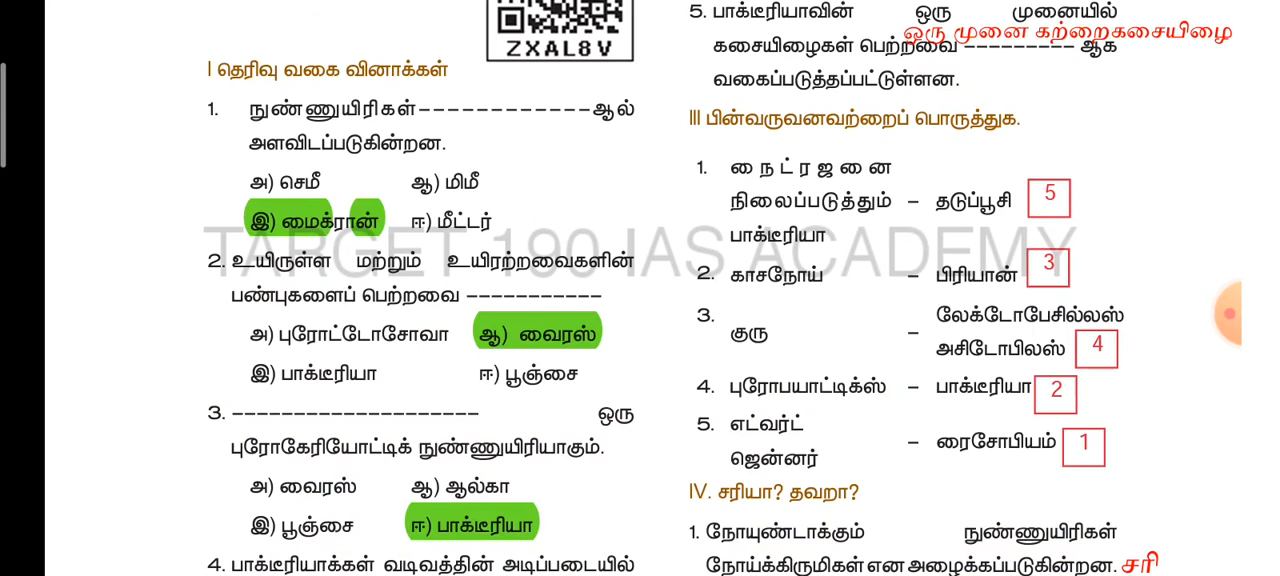 ZXAL8V
I தெரிவு வகை வினாக்கள்
1. நுண்ணுயிரிகள்-------------ஆல்
அளவிடப்படுகின்றன.
அ) செமீ ஆ) மிமீ
இ) மைக்ரான் ஈ) மீட்டர்
2. உயிருள்ள மற்றும் உயிரற்றவைகளின்
பண்புகளைப் பெற்றவை -----------
அ) புரோட்டோசோவா ஆ) வைரஸ்
இ) பாக்டீரியா ஈ) பூஞ்சை
3. -------------------- ஒரு
புரோகேரியோட்டிக் நுண்ணுயிரியாகும்.
அ) வைரஸ் ஆ) ஆல்கா
இ) பூஞ்சை ஈ) பாக்டீரியா
4. பாக்டீரியாக்கள் வடிவத்தின் அடிப்படையில்
5. பாக்டீரியாவின் ஒரு முனையில்
ஒரு முனை கற்றைகசையிழை
கசையிழைகள் பெற்றவை --------- ஆக
வகைப்படுத்தப்பட்டுள்ளன.
III பின்வருவனவற்றைப் பொருத்துக.
1. நைட்ரஜனை
நிலைப்படுத்தும் – தடுப்பூசி 5
பாக்டீரியா
2. காசநோய் – பிரியான் 3
3. குரு – லேக்டோபேசில்லஸ்
அசிடோபிலஸ் 4
4. புரோபயாட்டிக்ஸ் – பாக்டீரியா 2
5. எட்வர்ட்
ஜென்னர் – ரைசோபியம் 1
IV. சரியா? தவறா?
1. நோயுண்டாக்கும் நுண்ணுயிரிகள்
நோய்க்கிருமிகள் என அழைக்கப்படுகின்றன. சரி
TARGET 190 IAS ACADEMY